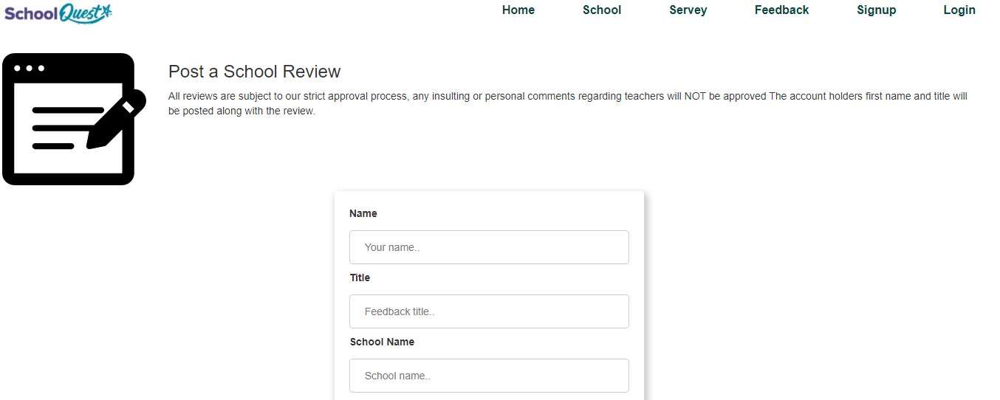 SchoolQuest
Home School Servey Feedback Signup Login
Post a School Review
All reviews are subject to our strict approval process, any insulting or personal comments regarding teachers will NOT be approved The account holders first name and title will
be posted along with the review.
Name
Your name..
Title
Feedback title..
School Name
School name..